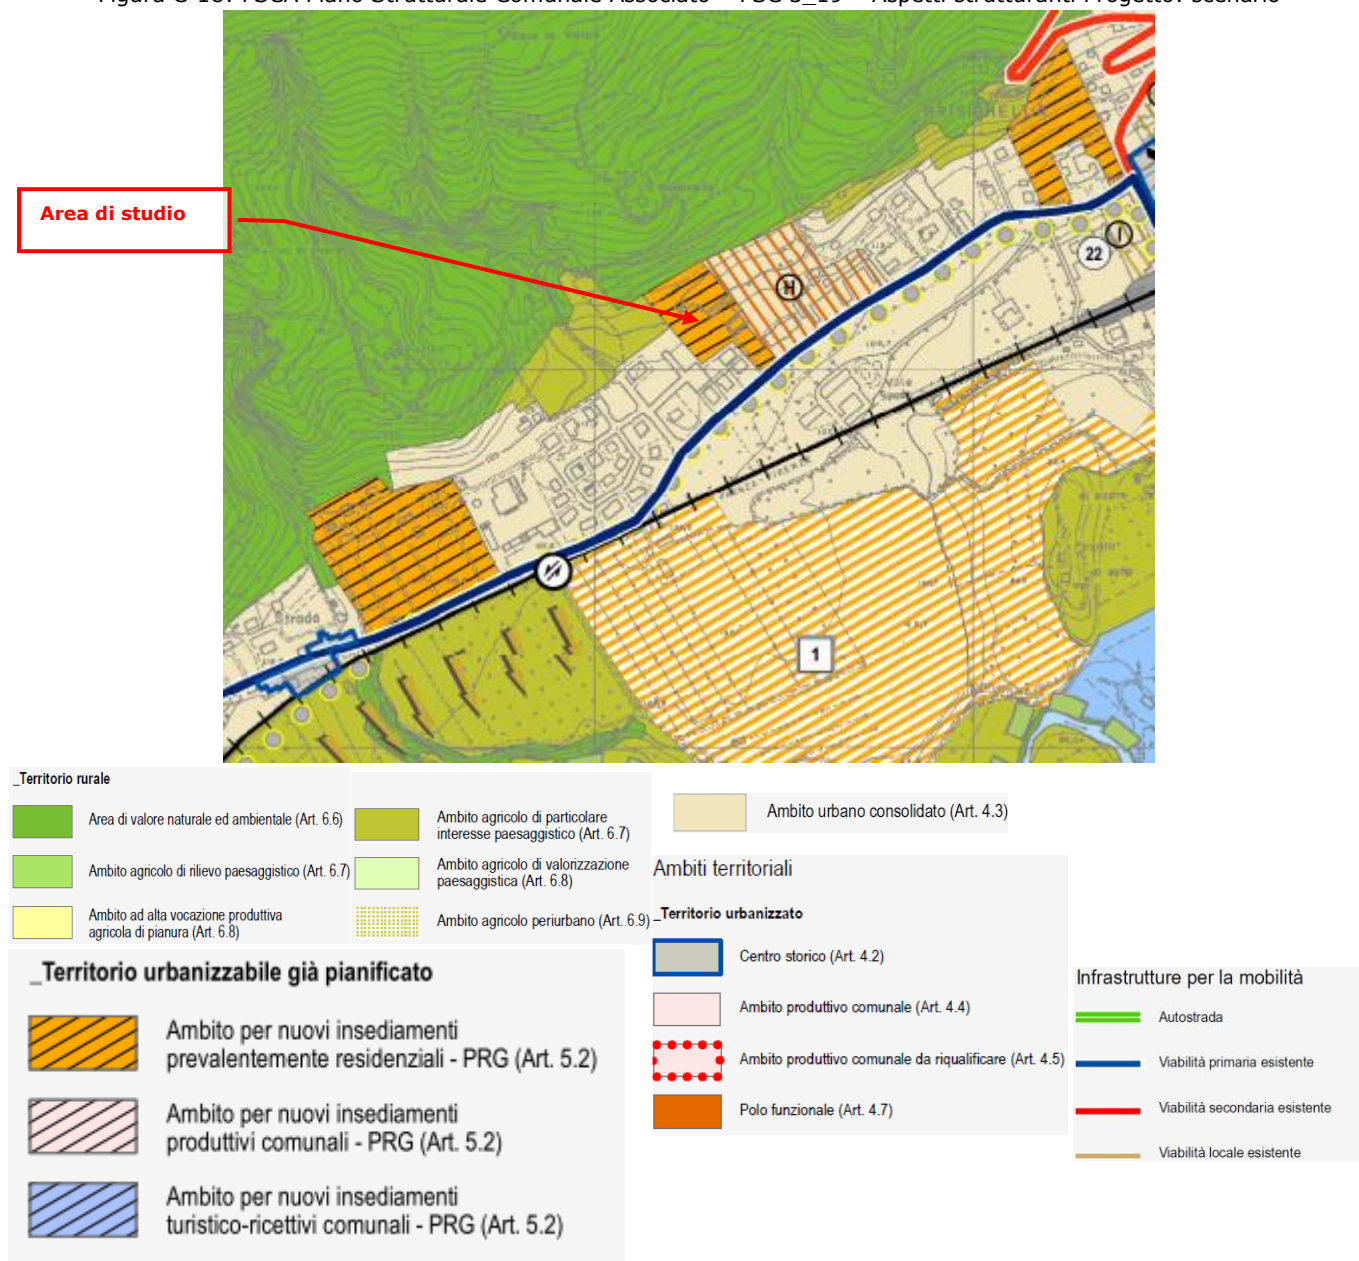 Area di studio
BRISIGHELLA
22
I
H
Strada
1
_Territorio rurale
Area di valore naturale ed ambientale (Art. 6.6)
Ambito agricolo di rilievo paesaggistico (Art. 6.7)
Ambito ad alta vocazione produttiva
agricola di pianura (Art. 6.8)
Ambito agricolo di particolare
interesse paesaggistico (Art. 6.7)
Ambito agricolo di valorizzazione
paesaggistica (Art. 6.8)
Ambito agricolo periurbano (Art. 6.9)
Ambito urbano consolidato (Art. 4.3)
Ambiti territoriali
_Territorio urbanizzato
Centro storico (Art. 4.2)
Ambito produttivo comunale (Art. 4.4)
Ambito produttivo comunale da riqualificare (Art. 4.5)
Polo funzionale (Art. 4.7)
_Territorio urbanizzabile già pianificato
Ambito per nuovi insediamenti
prevalentemente residenziali - PRG (Art. 5.2)
Ambito per nuovi insediamenti
produttivi comunali - PRG (Art. 5.2)
Ambito per nuovi insediamenti
turistico-ricettivi comunali - PRG (Art. 5.2)
Infrastrutture per la mobilità
Autostrada
Viabilità primaria esistente
Viabilità secondaria esistente
Viabilità locale esistente